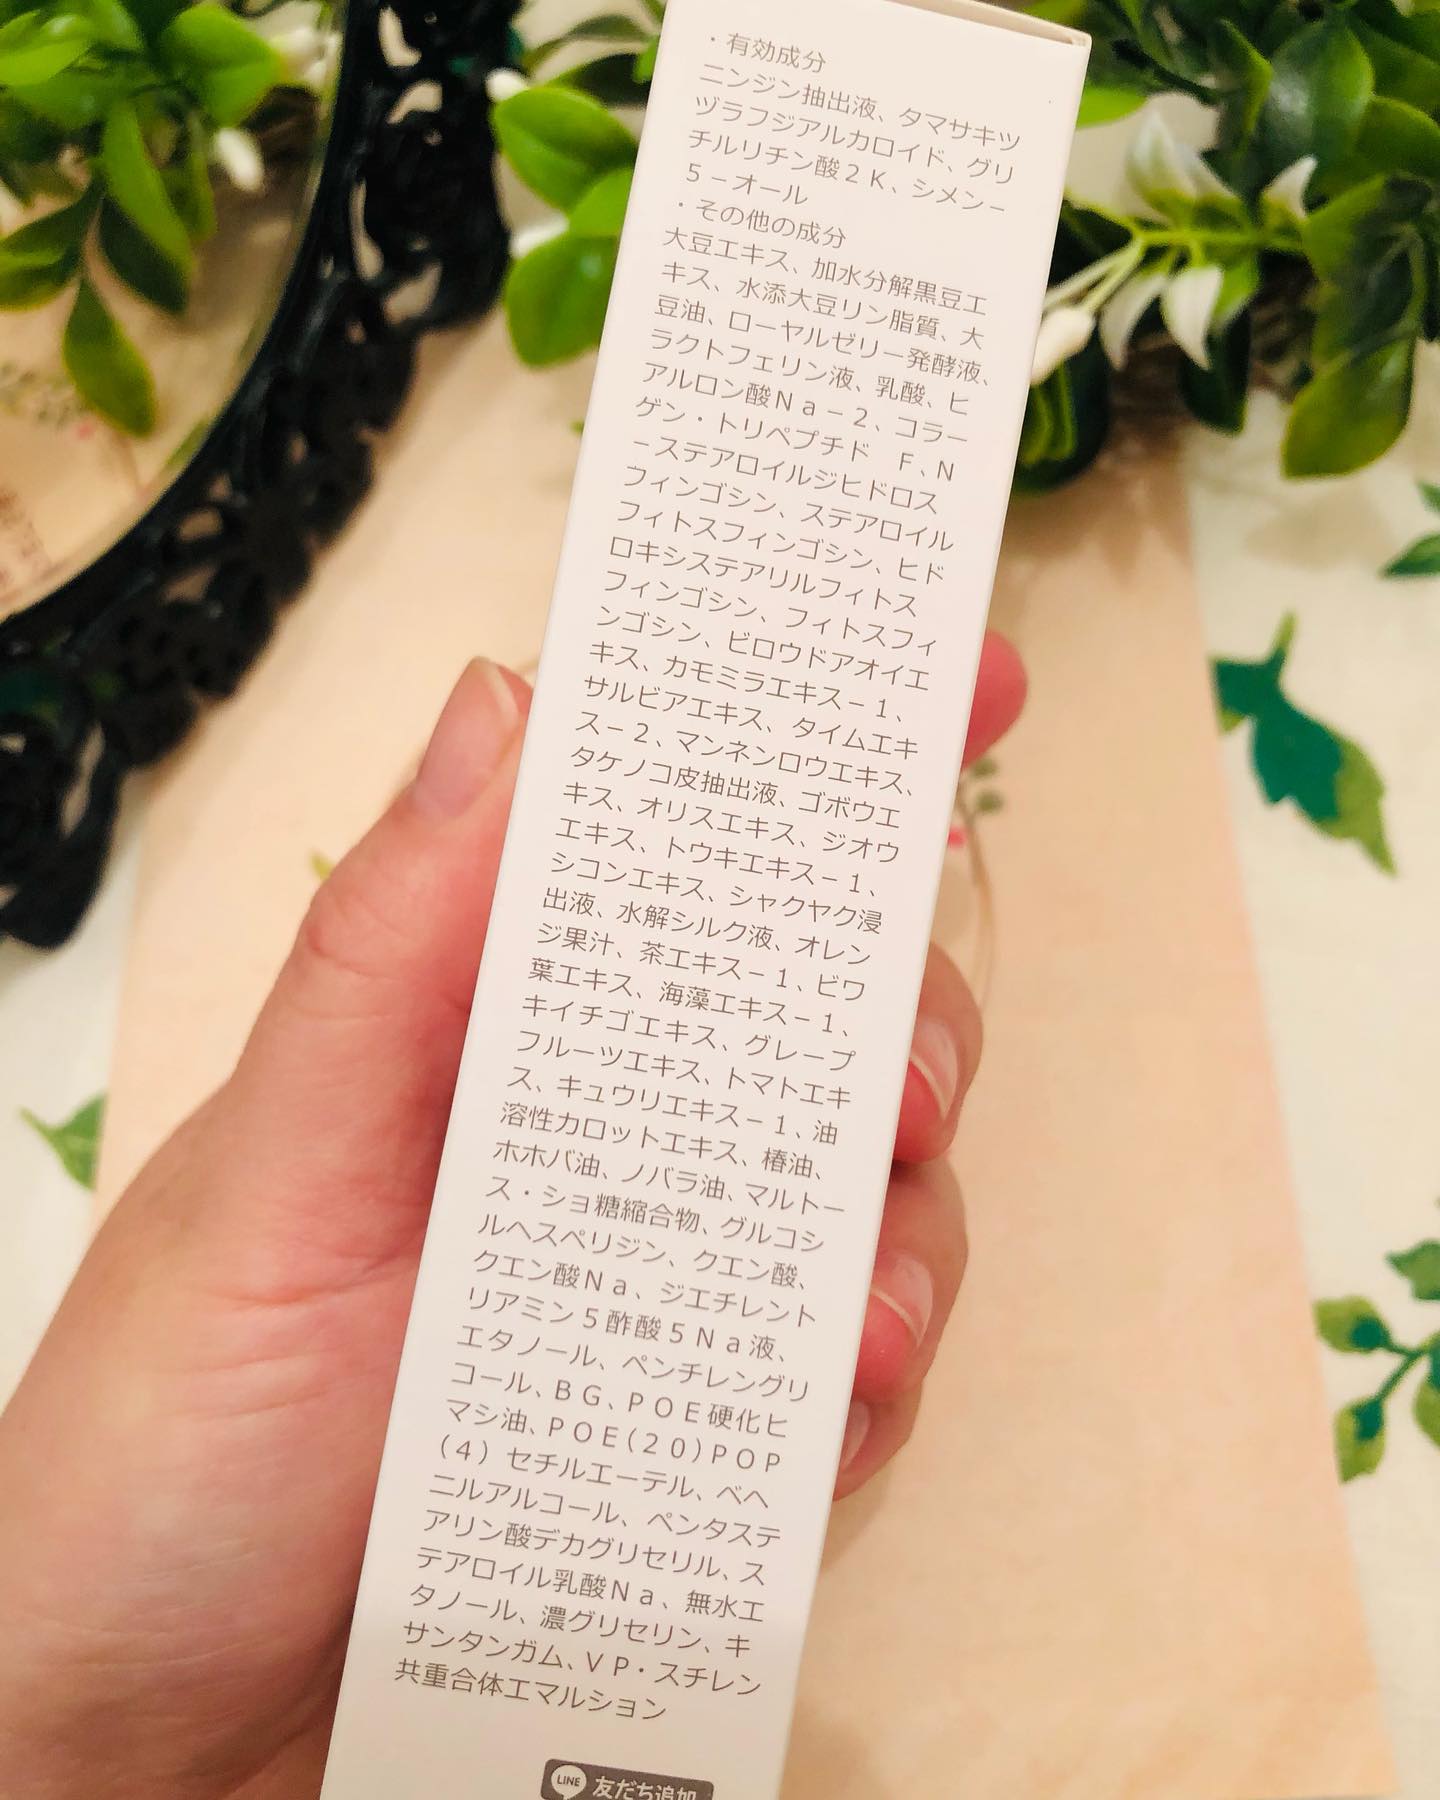 ・有効成分
ニンジン抽出液、タマサキツ
ヅラフジアルカロイド、グリ
チルリチン酸2K、シメン－
5－オール
・その他の成分
大豆エキス、加水分解黒豆エ
キス、水添大豆リン脂質、大
豆油、ローヤルゼリー発酵液、
ラクトフェリン液、乳酸、ヒ
アルロン酸Ｎａ－２、コラー
ゲン・トリペプチド　Ｆ、Ｎ
－ステアロイルジヒドロス
フィンゴシン、ステアロイル
フィトスフィンゴシン、ヒド
ロキシステアリルフィトス
フィンゴシン、フィトスフィ
ンゴシン、ビロウドアオイエ
キス、カモミラエキス－１、
サルビアエキス、タイムエキ
ス－２、マンネンロウエキス、
タケノコ皮抽出液、ゴボウエ
キス、オリスエキス、ジオウ
エキス、トウキエキス－１、
シコンエキス、シャクヤク浸
出液、水解シルク液、オレン
ジ果汁、茶エキス－１、ビワ
葉エキス、海藻エキス－１、
キイチゴエキス、グレープ
フルーツエキス、トマトエキ
ス、キュウリエキス－１、油
溶性カロットエキス、椿油、
ホホバ油、ノバラ油、マルトー
ス・ショ糖縮合物、グルコシ
ルヘスペリジン、クエン酸、
クエン酸Ｎａ、ジエチレント
リアミン５酢酸５Ｎａ液、
エタノール、ペンチレングリ
コール、ＢＧ、ＰＯＥ硬化ヒ
マシ油、ＰＯＥ(２０)ＰＯＰ
(４) セチルエーテル、ベヘ
ニルアルコール、ペンタステ
アリン酸デカグリセリル、ス
テアロイル乳酸Ｎａ、無水エ
タノール、濃グリセリン、キ
サンタンガム、ＶＰ・スチレン
共重合体エマルション
LINE 友だち追加